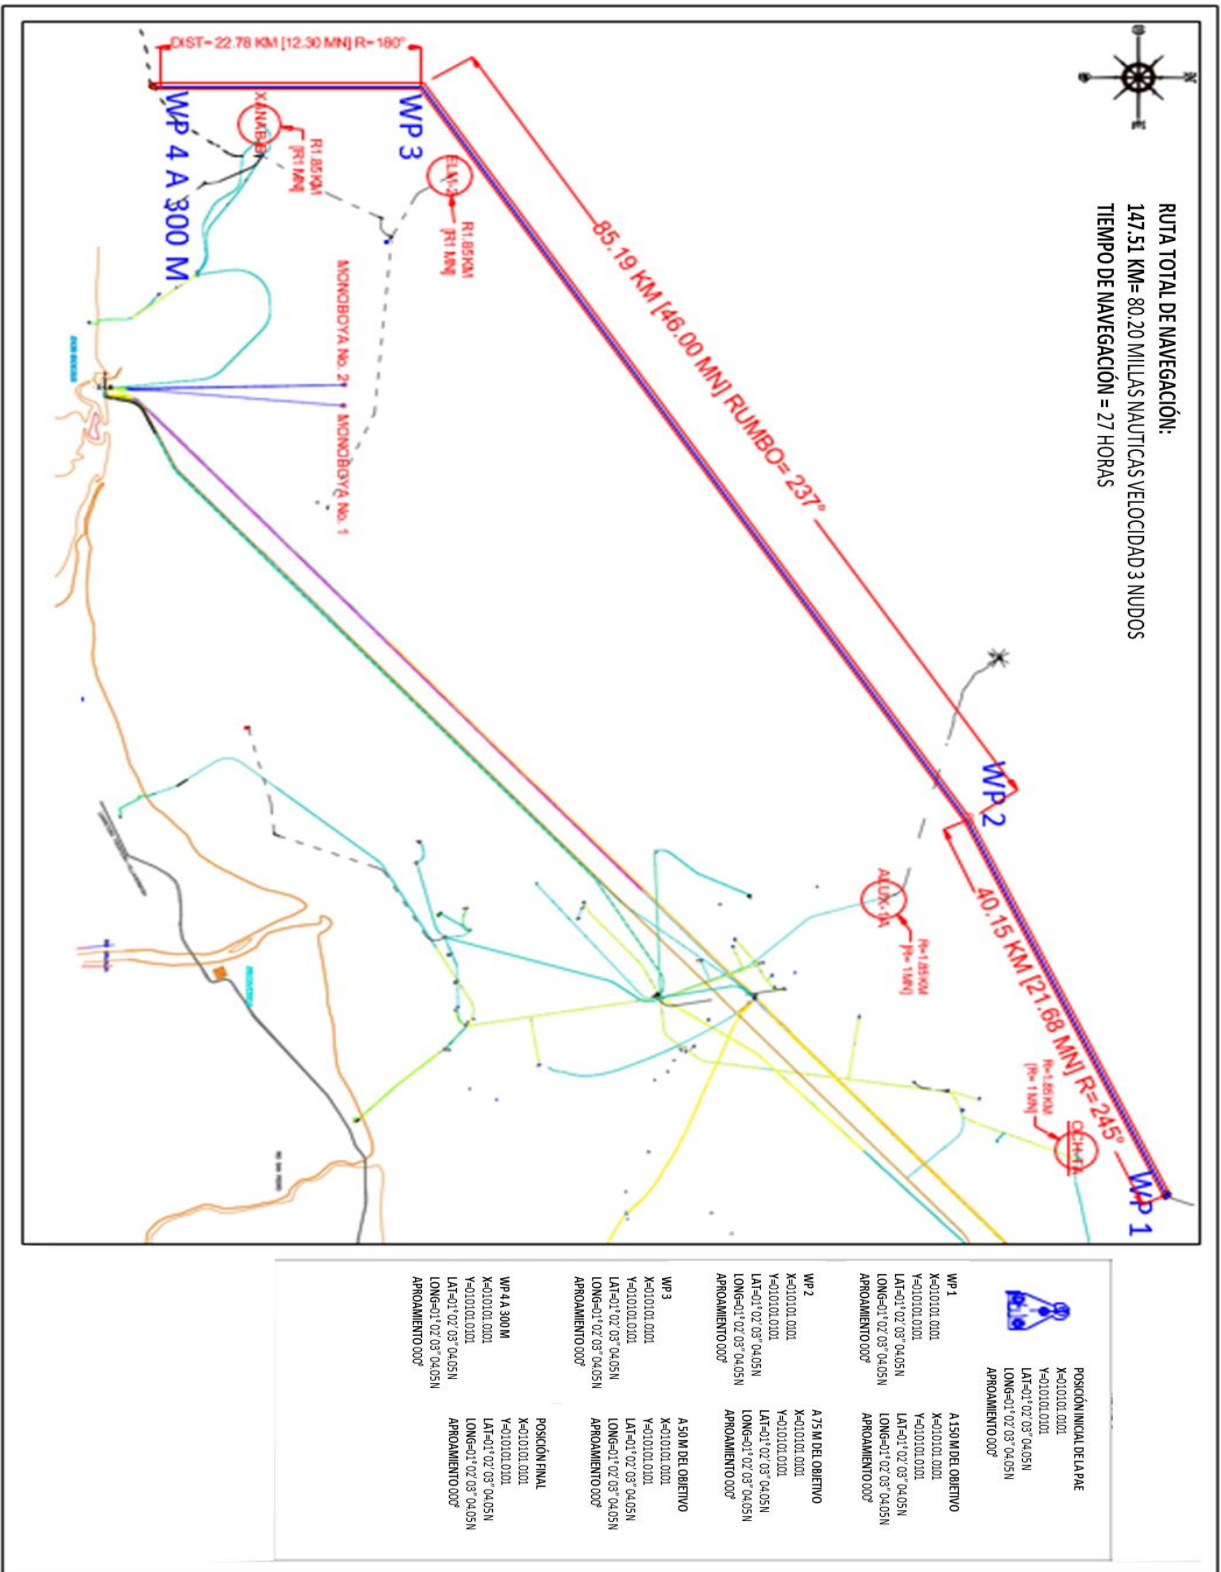 RUTA TOTAL DE NAVEGACIÓN:
147.51 KM= 80.20 MILLAS NAUTICAS VELOCIDAD 3 NUDOS
TIEMPO DE NAVEGACIÓN = 27 HORAS
N
E
DIST= 22.78 KM [12.30 MN] R=180°
WP 4 A 300 M
XANAB-B
R1.85KM
[R1 MN]
WP 3
R1.85KM
[R1 MN]
85.19 KM [46.00 MN] RUMBO= 237°
MONOBOYA No. 2
MONOBOYA No. 1
WP 2
40.15 KM [21.68 MN] R=245°
ALUX-1A
R=1.85KM
[R= 1MN]
R=1.85KM
[R= 1MN]
WP 1
POSICIÓN INICIAL DE LA PAE
X=010101.0101
Y=010101.0101
LAT=01°02'03"04.05N
LONG=01°02'03"04.05N
APROAMIENTO 000°
WP 1
X=010101.0101
Y=010101.0101
LAT=01°02'03"04.05N
LONG=01°02'03"04.05N
APROAMIENTO 000°
A 150 M DEL OBJETIVO
X=010101.0101
Y=010101.0101
LAT=01°02'03"04.05N
LONG=01°02'03"04.05N
APROAMIENTO 000°
WP 2
X=010101.0101
Y=010101.0101
LAT=01°02'03"04.05N
LONG=01°02'03"04.05N
APROAMIENTO 000°
A 75 M DEL OBJETIVO
X=010101.0101
Y=010101.0101
LAT=01°02'03"04.05N
LONG=01°02'03"04.05N
APROAMIENTO 000°
WP 3
X=010101.0101
Y=010101.0101
LAT=01°02'03"04.05N
LONG=01°02'03"04.05N
APROAMIENTO 000°
A 50 M DEL OBJETIVO
X=010101.0101
Y=010101.0101
LAT=01°02'03"04.05N
LONG=01°02'03"04.05N
APROAMIENTO 000°
WP 4 A 300 M
X=010101.0101
Y=010101.0101
LAT=01°02'03"04.05N
LONG=01°02'03"04.05N
APROAMIENTO 000°
POSICIÓN FINAL
X=010101.0101
Y=010101.0101
LAT=01°02'03"04.05N
LONG=01°02'03"04.05N
APROAMIENTO 000°